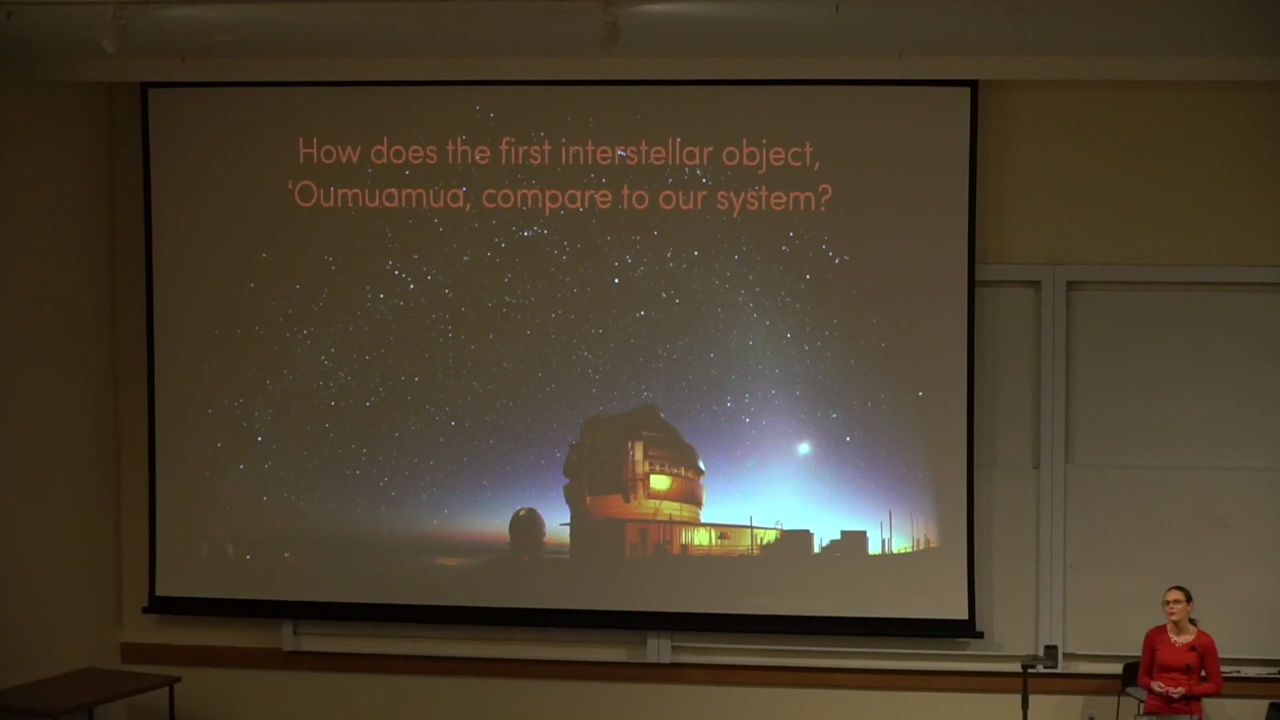 How does the first interstellar object,
‘Oumuamua, compare to our system?